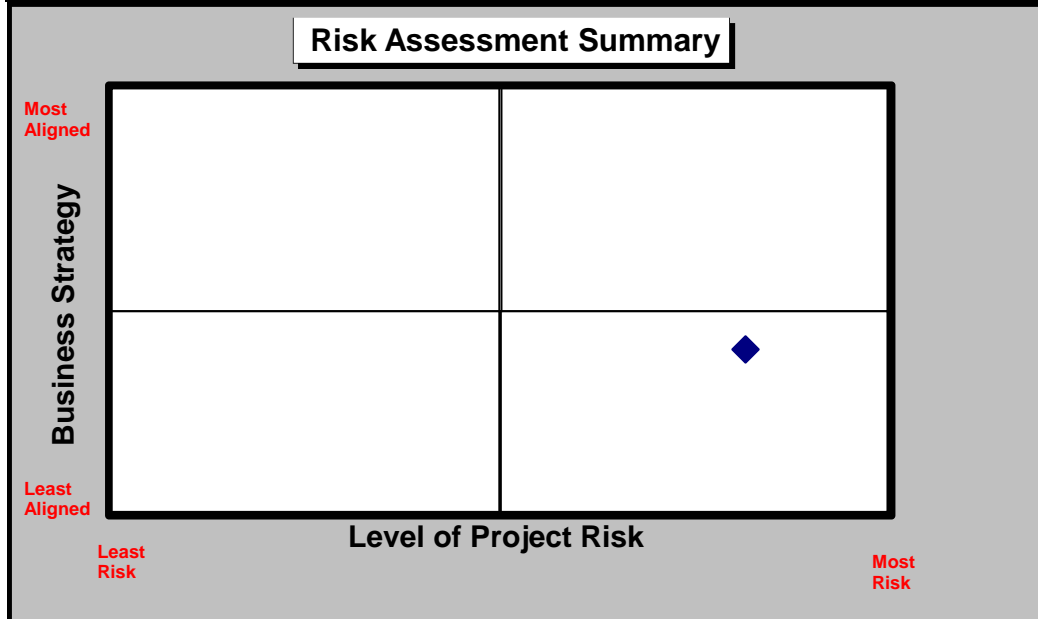 Risk Assessment Summary
Most
Aligned
Business Strategy
Least
Aligned
Level of Project Risk
Least
Risk
Most
Risk